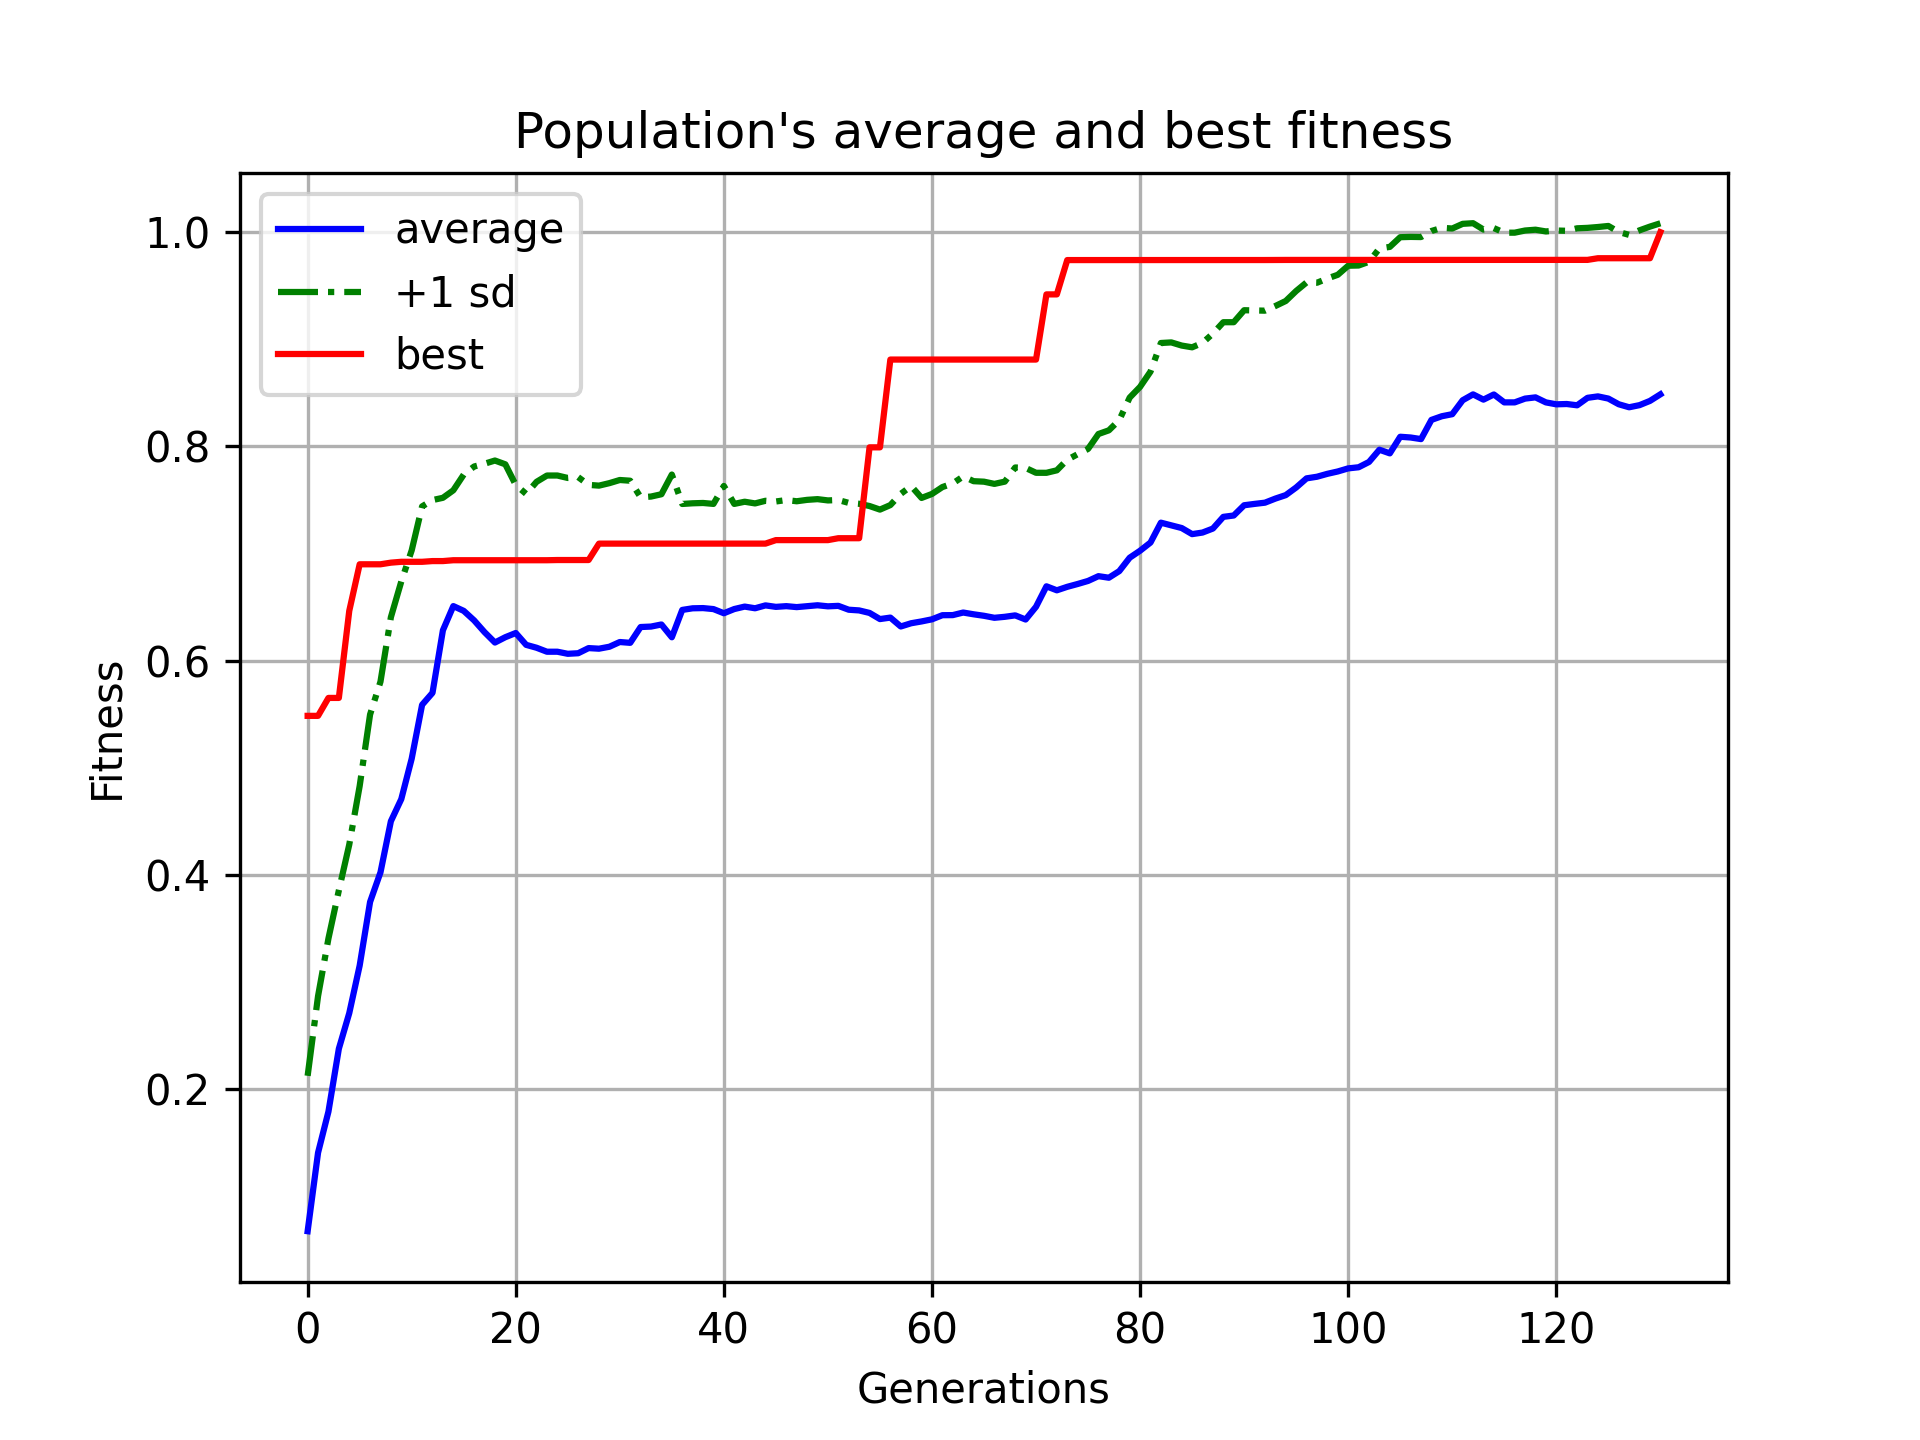 Population's average and best fitness
average
+1 sd
best
1.0
0.8
0.6
0.4
0.2
Fitness
0 20 40 60 80 100 120
Generations